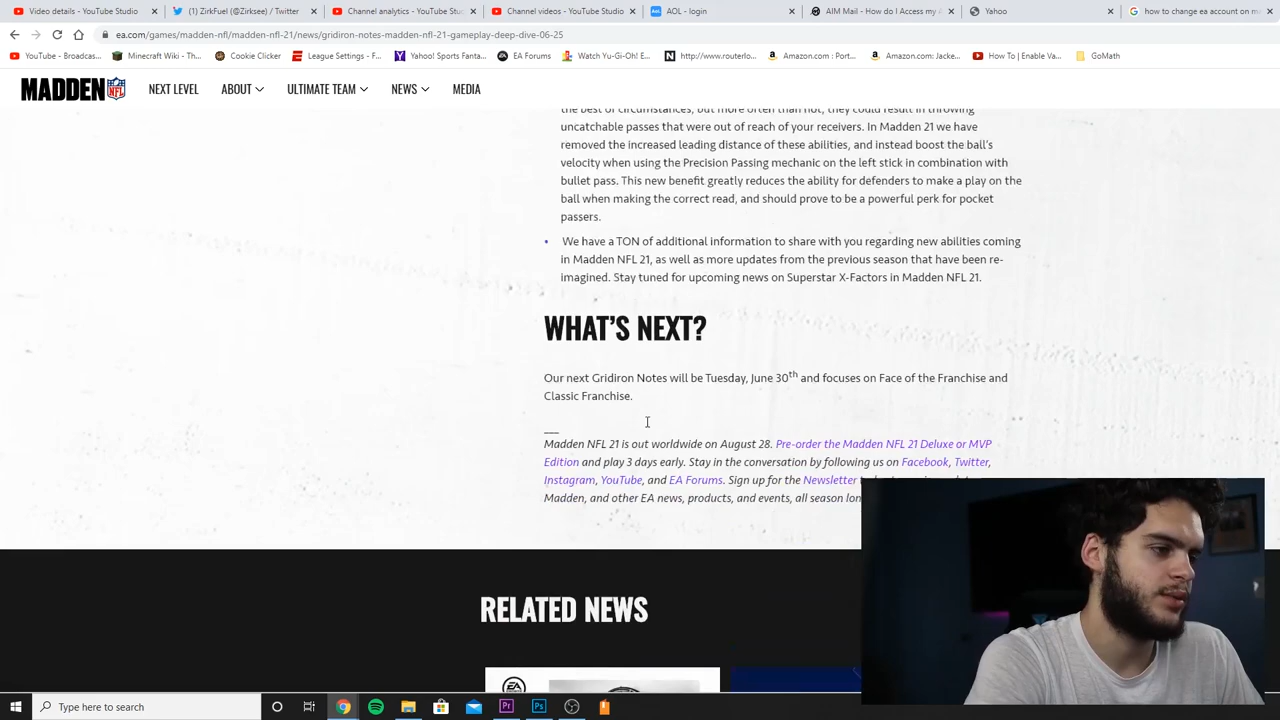 Video details - YouTube Studio
(1) ZirkFuel (@Zirksee) / Twitter
Channel analytics - YouTube Stu
Channel videos - YouTube Studio
AOL - login
AIM Mail - How do I Access my
Yahoo
how to change ea account on m
ea.com/games/madden-nfl/madden-nfl-21/news/gridiron-notes-madden-nfl-21-gameplay-deep-dive-06-25
YouTube - Broadcas...
Minecraft Wiki - Th...
Cookie Clicker
League Settings - F...
Yahoo! Sports Fanta...
EA Forums
Watch Yu-Gi-Oh! E...
http://www.routerlo...
Amazon.com : Port...
Amazon.com: Jacke...
How To | Enable Va...
GoMath
MADDEN NFL
NEXT LEVEL
ABOUT
ULTIMATE TEAM
NEWS
MEDIA
the best of circumstances, but more often than not, they could result in throwing
uncatchable passes that were out of reach of your receivers. In Madden 21 we have
removed the increased leading distance of these abilities, and instead boost the ball's
velocity when using the Precision Passing mechanic on the left stick in combination with
bullet pass. This new benefit greatly reduces the ability for defenders to make a play on the
ball when making the correct read, and should prove to be a powerful perk for pocket
passers.
• We have a TON of additional information to share with you regarding new abilities coming
in Madden NFL 21, as well as more updates from the previous season that have been re-
imagined. Stay tuned for upcoming news on Superstar X-Factors in Madden NFL 21.
WHAT'S NEXT?
Our next Gridiron Notes will be Tuesday, June 30th and focuses on Face of the Franchise and
Classic Franchise.
___
Madden NFL 21 is out worldwide on August 28. Pre-order the Madden NFL 21 Deluxe or MVP
Edition and play 3 days early. Stay in the conversation by following us on Facebook, Twitter,
Instagram, YouTube, and EA Forums. Sign up for the Newsletter
Madden, and other EA news, products, and events, all season
RELATED NEWS
EA
SPORTS
Type here to search
Pr
Ps